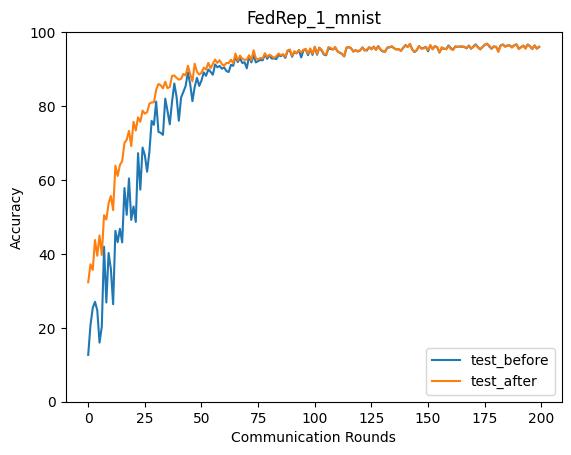 FedRep_1_mnist
100
80
60
40
20
0
Accuracy
0 25 50 75 100 125 150 175 200
Communication Rounds
test_before
test_after